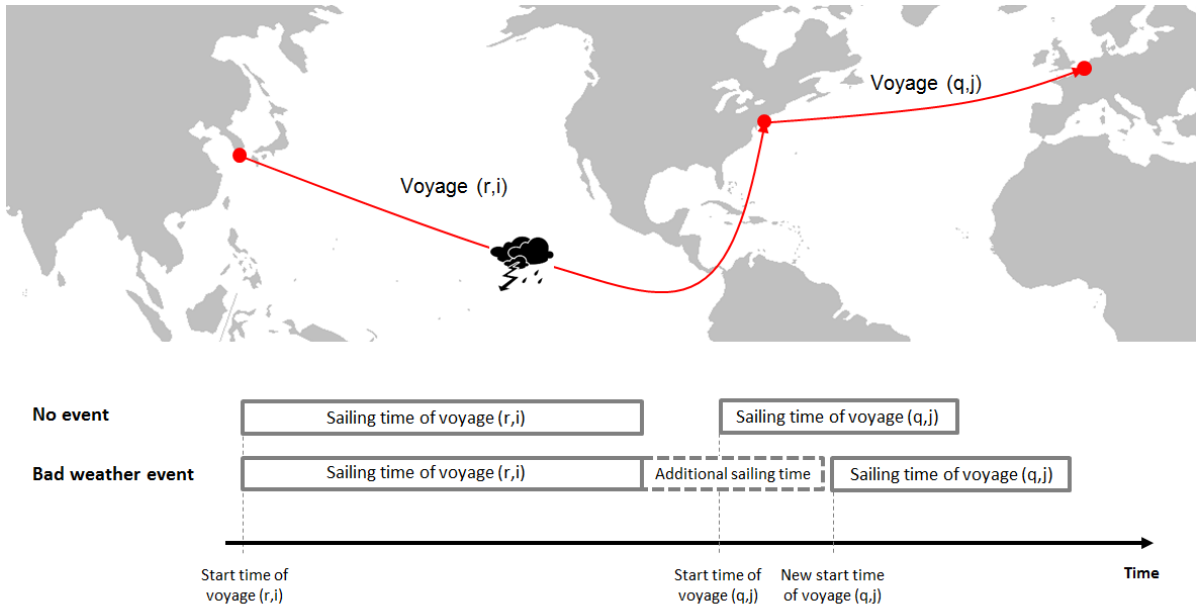 Voyage (q,j)
Voyage (r,i)
No event
Sailing time of voyage (r,i)
Sailing time of voyage (q,j)
Bad weather event
Sailing time of voyage (r,i)
Additional sailing time
Sailing time of voyage (q,j)
Start time of
voyage (r,i)
Start time of
voyage (q,j)
New start time
of voyage (q,j)
Time